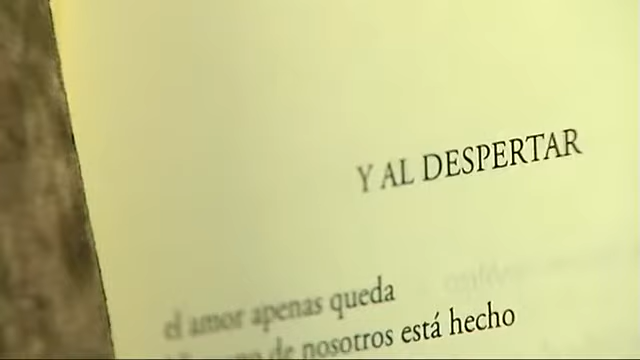 Y AL DESPERTAR
el amor apenas queda
de nosotros está hecho